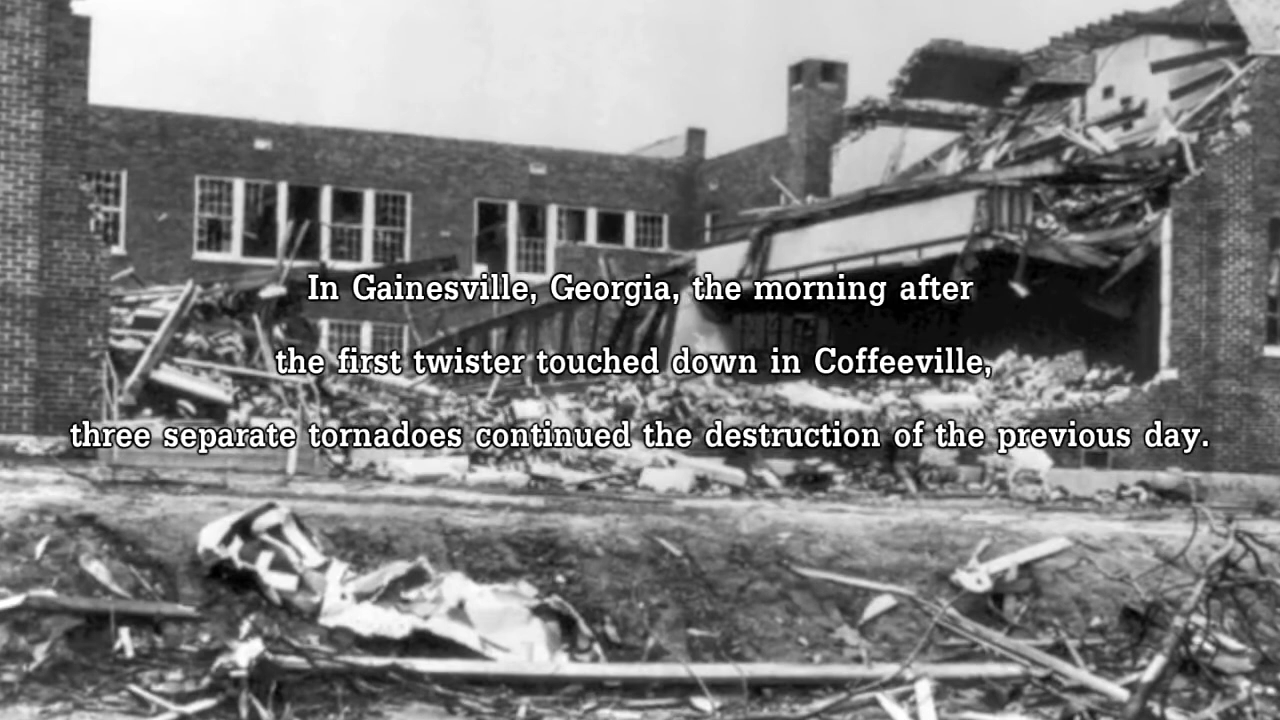 In Gainesville, Georgia, the morning after
the first twister touched down in Coffeeville,
three separate tornadoes continued the destruction of the previous day.